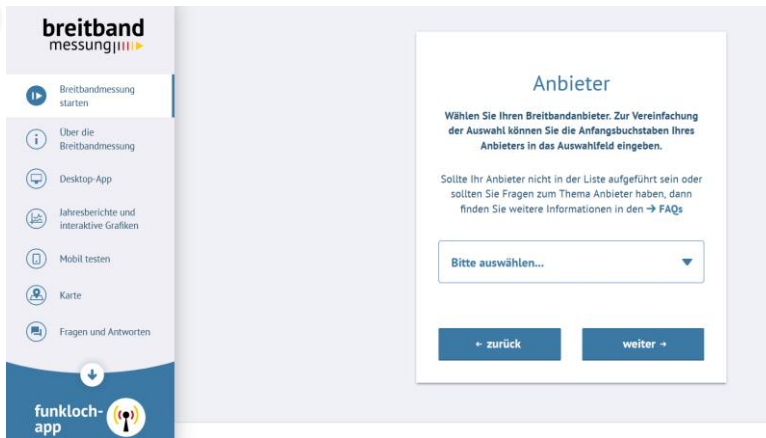 breitband
messung
Breitbandmessung
starten
Über die
Breitbandmessung
Desktop-App
Jahresberichte und
interaktive Grafiken
Mobil testen
Karte
Fragen und Antworten
funkloch-
app
Anbieter
Wählen Sie Ihren Breitbandanbieter. Zur Vereinfachung
der Auswahl können Sie die Anfangsbuchstaben Ihres
Anbieters in das Auswahlfeld eingeben.
Sollte Ihr Anbieter nicht in der Liste aufgeführt sein oder
sollten Sie Fragen zum Thema Anbieter haben, dann
finden Sie weitere Informationen in den → FAQs
Bitte auswählen...
← zurück
weiter →